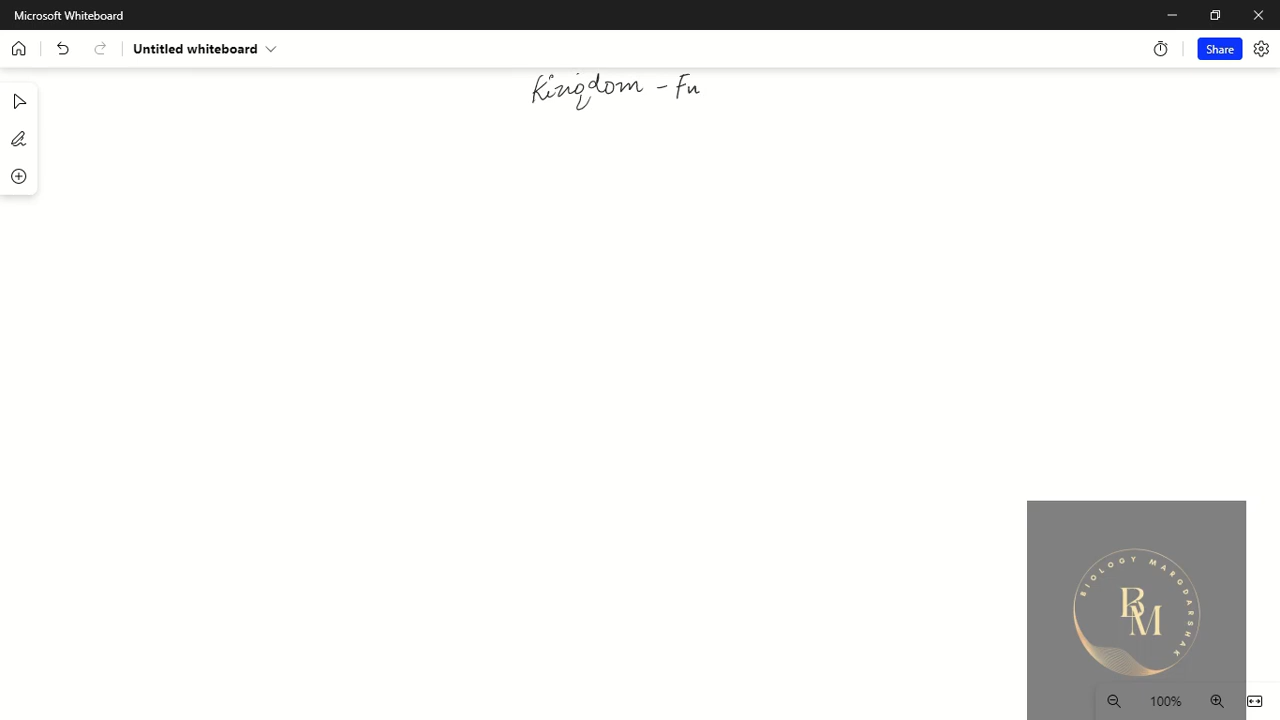 Microsoft Whiteboard
Untitled whiteboard
Share
Kingdom - Fu
BIOLOGY MARGDARSHAK
BM
100%